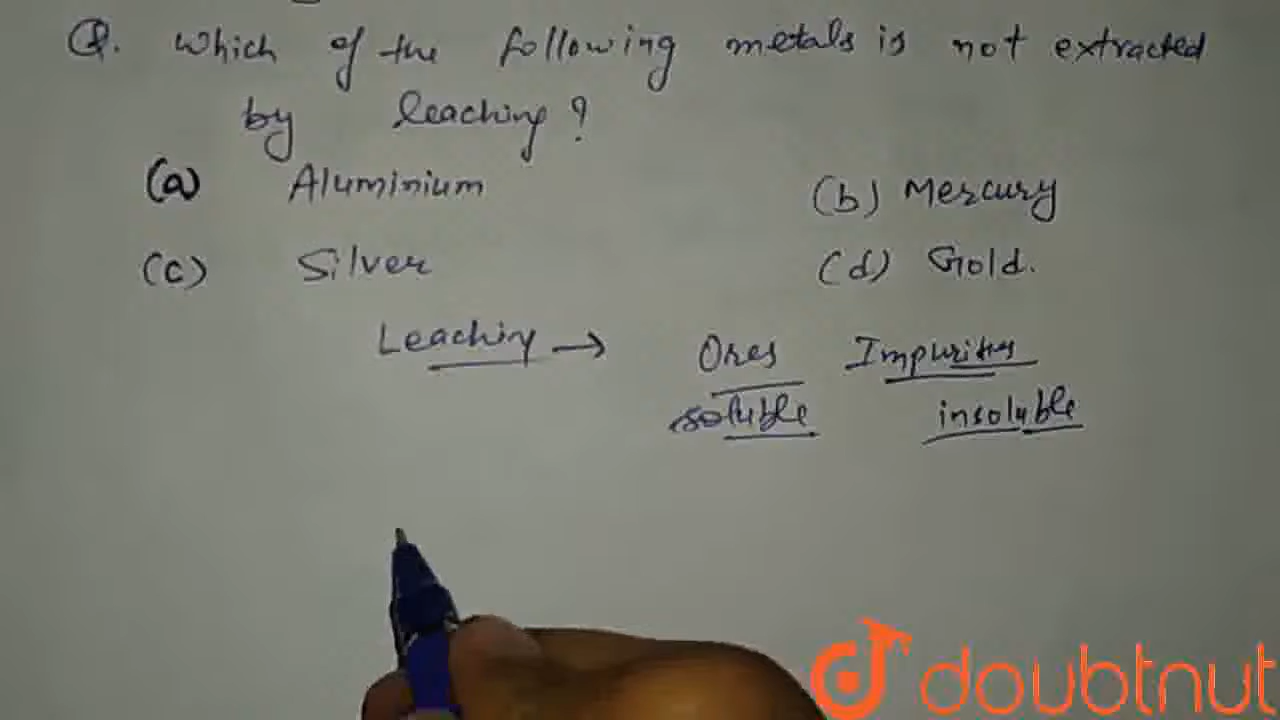 Q. Which of the following metals is not extracted
by leaching ?
(a) Aluminium (b) Mercury
(c) Silver (d) Gold.
Leaching → Ores Impurities
soluble insoluble
doubtnut